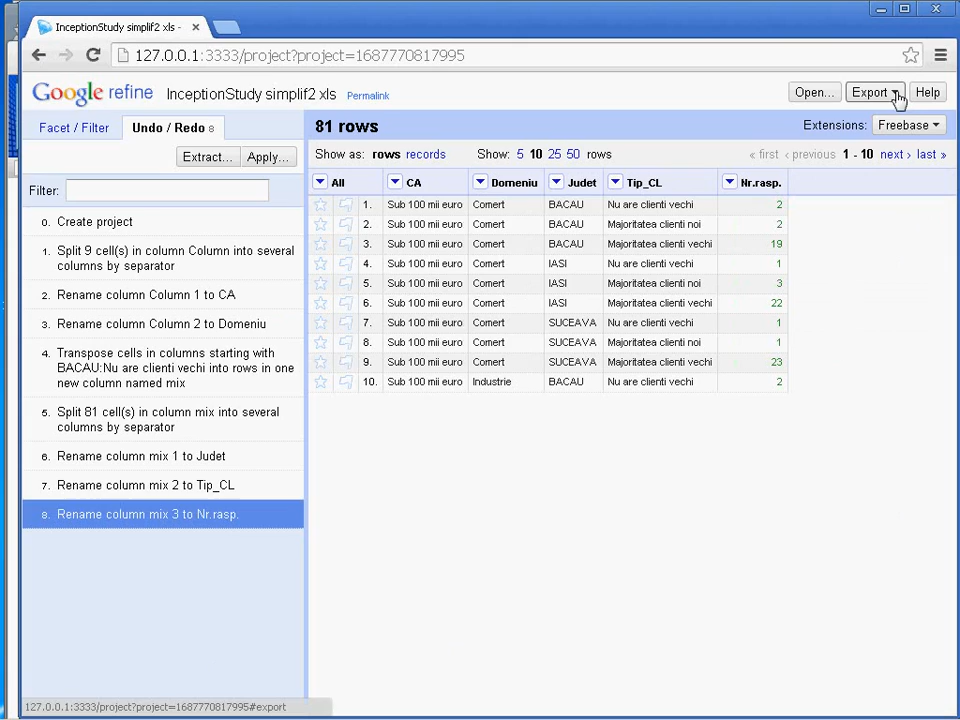 InceptionStudy simplif2 xls -
127.0.0.1:3333/project?project=1687770817995
Google refine InceptionStudy simplif2 xls Permalink Open... Export Help
Facet / Filter Undo / Redo 8 81 rows Extensions: Freebase
Extract... Apply... Show as: rows records Show: 5 10 25 50 rows « first ‹ previous 1 - 10 next › last »
Filter:
0. Create project
1. Split 9 cell(s) in column Column into several
columns by separator
2. Rename column Column 1 to CA
3. Rename column Column 2 to Domeniu
4. Transpose cells in columns starting with
BACAU:Nu are clienti vechi into rows in one
new column named mix
5. Split 81 cell(s) in column mix into several
columns by separator
6. Rename column mix 1 to Judet
7. Rename column mix 2 to Tip_CL
8. Rename column mix 3 to Nr.rasp.
All CA Domeniu Judet Tip_CL Nr.rasp.
1. Sub 100 mii euro Comert BACAU Nu are clienti vechi 2
2. Sub 100 mii euro Comert BACAU Majoritatea clienti noi 2
3. Sub 100 mii euro Comert BACAU Majoritatea clienti vechi 19
4. Sub 100 mii euro Comert IASI Nu are clienti vechi 1
5. Sub 100 mii euro Comert IASI Majoritatea clienti noi 3
6. Sub 100 mii euro Comert IASI Majoritatea clienti vechi 22
7. Sub 100 mii euro Comert SUCEAVA Nu are clienti vechi 1
8. Sub 100 mii euro Comert SUCEAVA Majoritatea clienti noi 1
9. Sub 100 mii euro Comert SUCEAVA Majoritatea clienti vechi 23
10. Sub 100 mii euro Industrie BACAU Nu are clienti vechi 2
127.0.0.1:3333/project?project=1687770817995#export